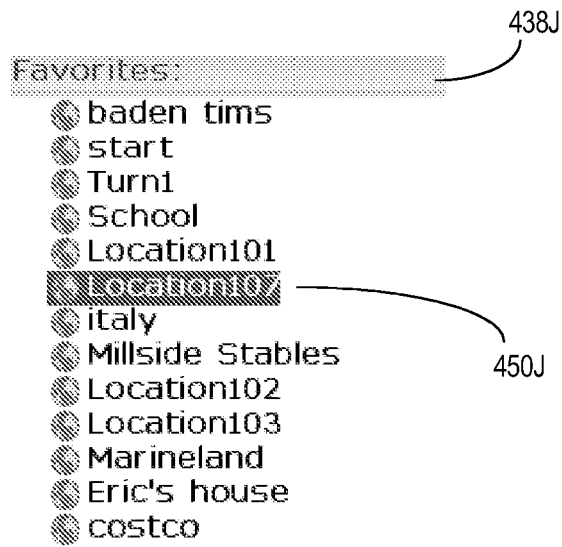 438J
Favorites:
baden tims
start
Turn1
School
Location101
Location107
italy
Millside Stables
450J
Location102
Location103
Marineland
Eric's house
costco